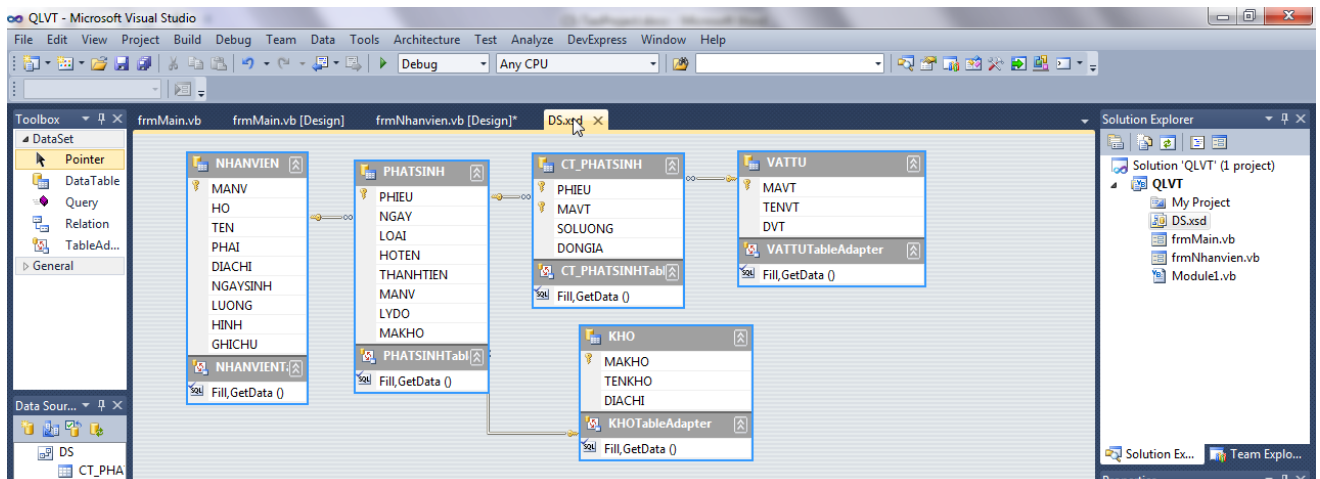 QLVT - Microsoft Visual Studio
File Edit View Project Build Debug Team Data Tools Architecture Test Analyze DevExpress Window Help
Debug Any CPU
Toolbox
DataSet
Pointer
DataTable
Query
Relation
TableAd...
General
Data Sour...
DS
CT_PHA
frmMain.vb frmMain.vb [Design] frmNhanvien.vb [Design]* DS.xsd
NHANVIEN
MANV
HO
TEN
PHAI
DIACHI
NGAYSINH
LUONG
HINH
GHICHU
NHANVIENT
Fill,GetData ()
PHATSINH
PHIEU
NGAY
LOAI
HOTEN
THANHTIEN
MANV
LYDO
MAKHO
PHATSINHTabl
Fill,GetData ()
CT_PHATSINH
PHIEU
MAVT
SOLUONG
DONGIA
CT_PHATSINHTabl
Fill,GetData ()
VATTU
MAVT
TENVT
DVT
VATTUTableAdapter
Fill,GetData ()
KHO
MAKHO
TENKHO
DIACHI
KHOTableAdapter
Fill,GetData ()
Solution Explorer
Solution 'QLVT' (1 project)
QLVT
My Project
DS.xsd
frmMain.vb
frmNhanvien.vb
Module1.vb
Solution Ex... Team Explo...